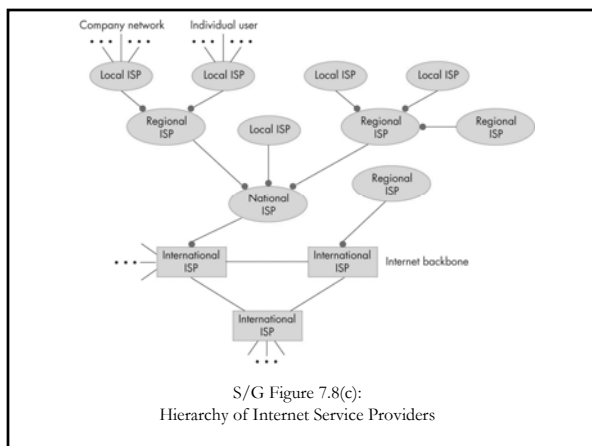 Company network
Individual user
Local ISP
Local ISP
Local ISP
Local ISP
Regional
ISP
Local ISP
Regional
ISP
Regional
ISP
National
ISP
Regional
ISP
International
ISP
International
ISP
Internet backbone
International
ISP
S/G Figure 7.8(c):
Hierarchy of Internet Service Providers